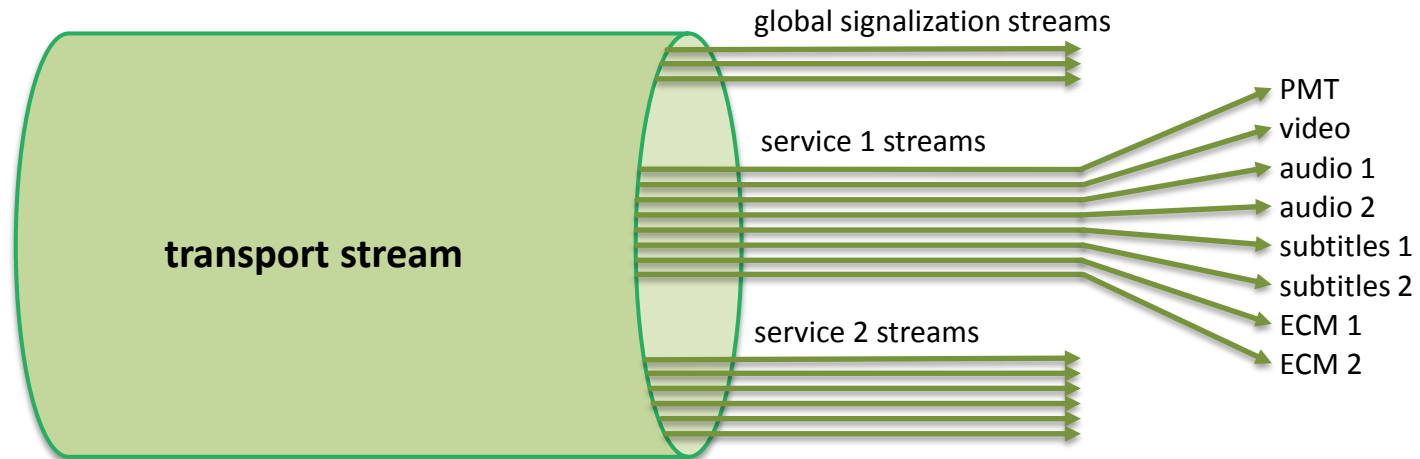 global signalization streams
PMT
video
service 1 streams
audio 1
audio 2
transport stream
subtitles 1
subtitles 2
service 2 streams
ECM 1
ECM 2